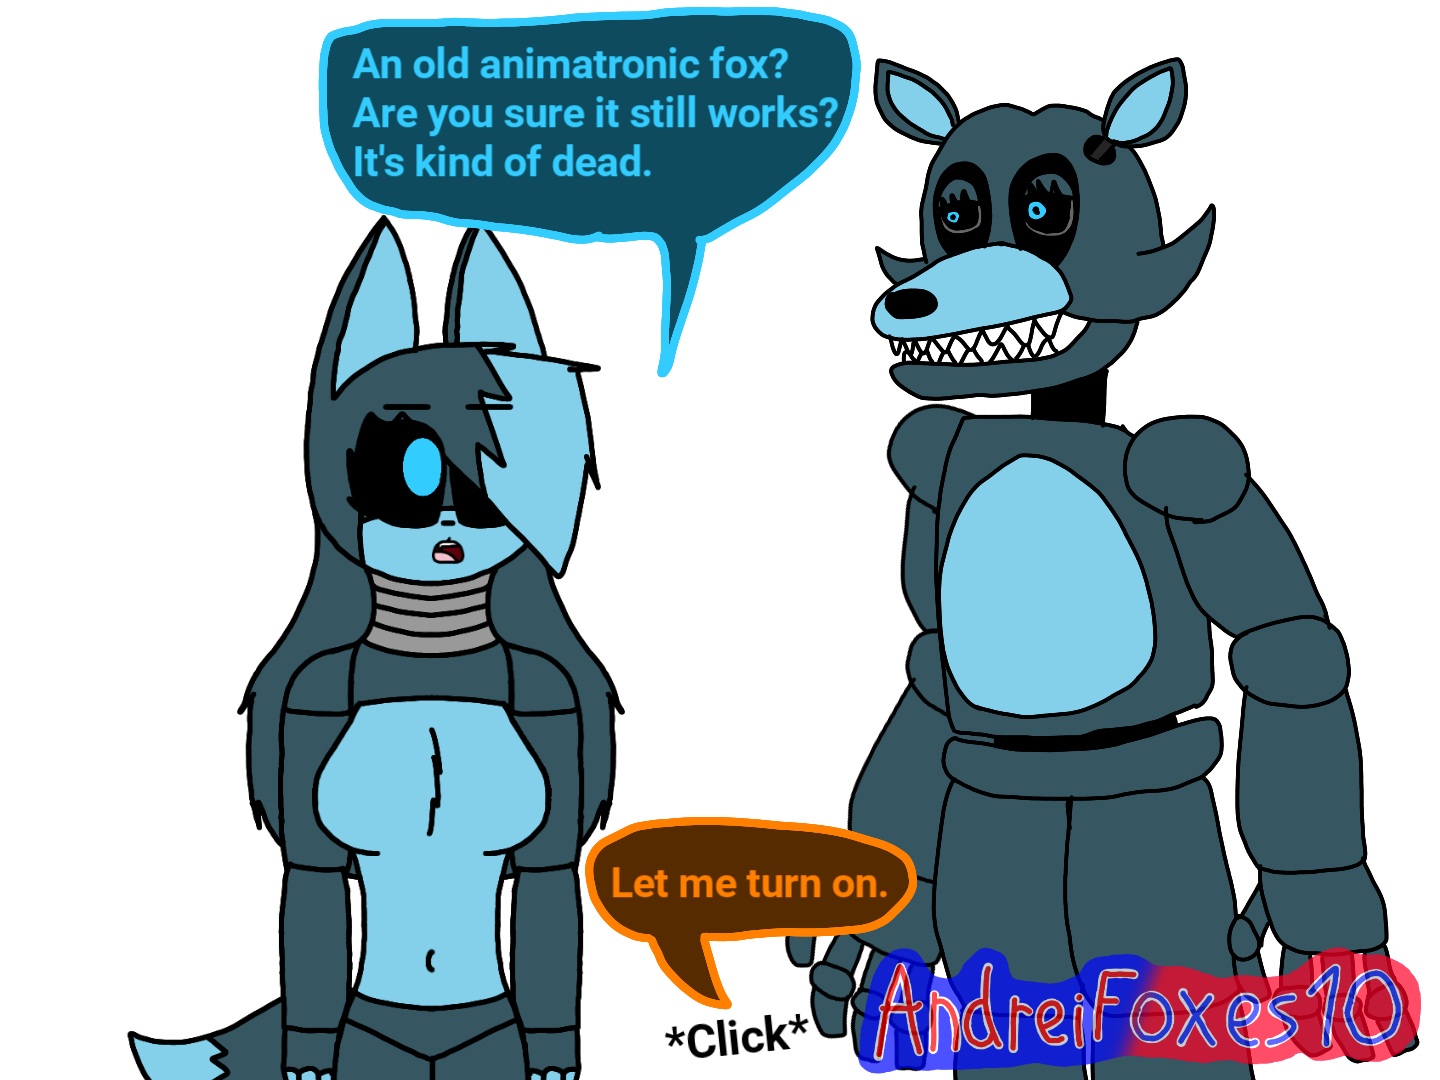 An old animatronic fox?
Are you sure it still works?
It's kind of dead.
Let me turn on.
*Click*
AndreiFoxes10